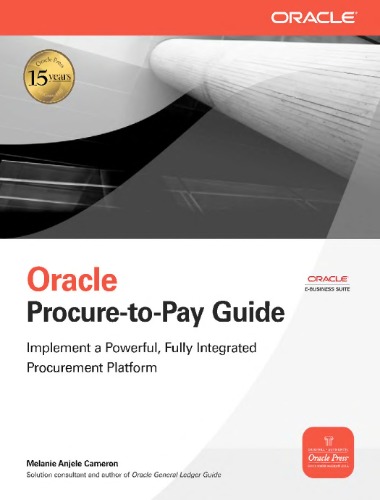 ORACLE
Oracle Press
15 years
Oracle
Procure-to-Pay Guide
ORACLE
E-BUSINESS SUITE
Implement a Powerful, Fully Integrated
Procurement Platform
Melanie Anjele Cameron
Solution consultant and author of Oracle General Ledger Guide
Oracle Press